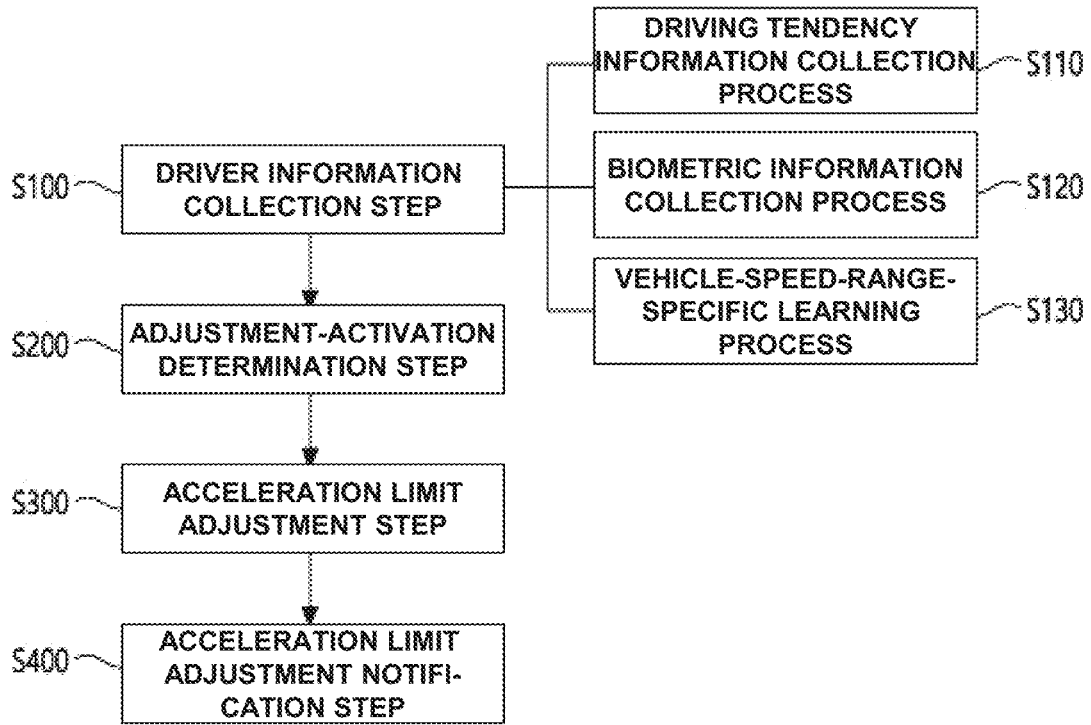 DRIVING TENDENCY
INFORMATION COLLECTION
PROCESS
S110
S100
DRIVER INFORMATION
COLLECTION STEP
BIOMETRIC INFORMATION
COLLECTION PROCESS
S120
VEHICLE-SPEED-RANGE-
SPECIFIC LEARNING
PROCESS
S130
S200
ADJUSTMENT-ACTIVATION
DETERMINATION STEP
S300
ACCELERATION LIMIT
ADJUSTMENT STEP
S400
ACCELERATION LIMIT
ADJUSTMENT NOTIFI-
CATION STEP